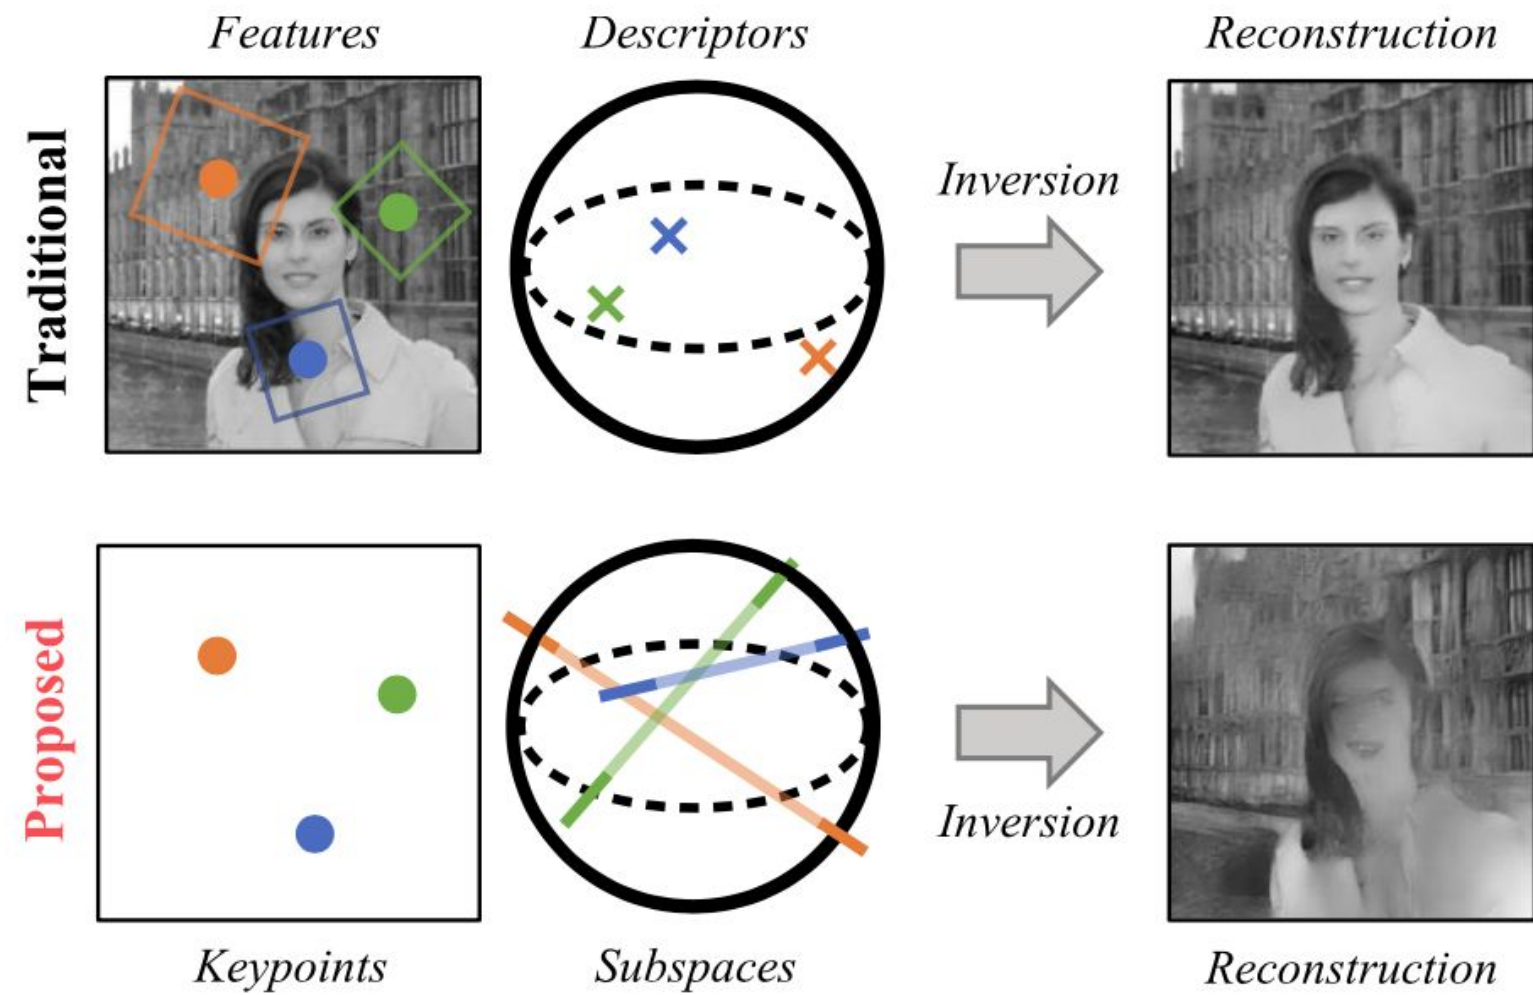 Features
Descriptors
Reconstruction
Traditional
Inversion
Proposed
Inversion
Keypoints
Subspaces
Reconstruction